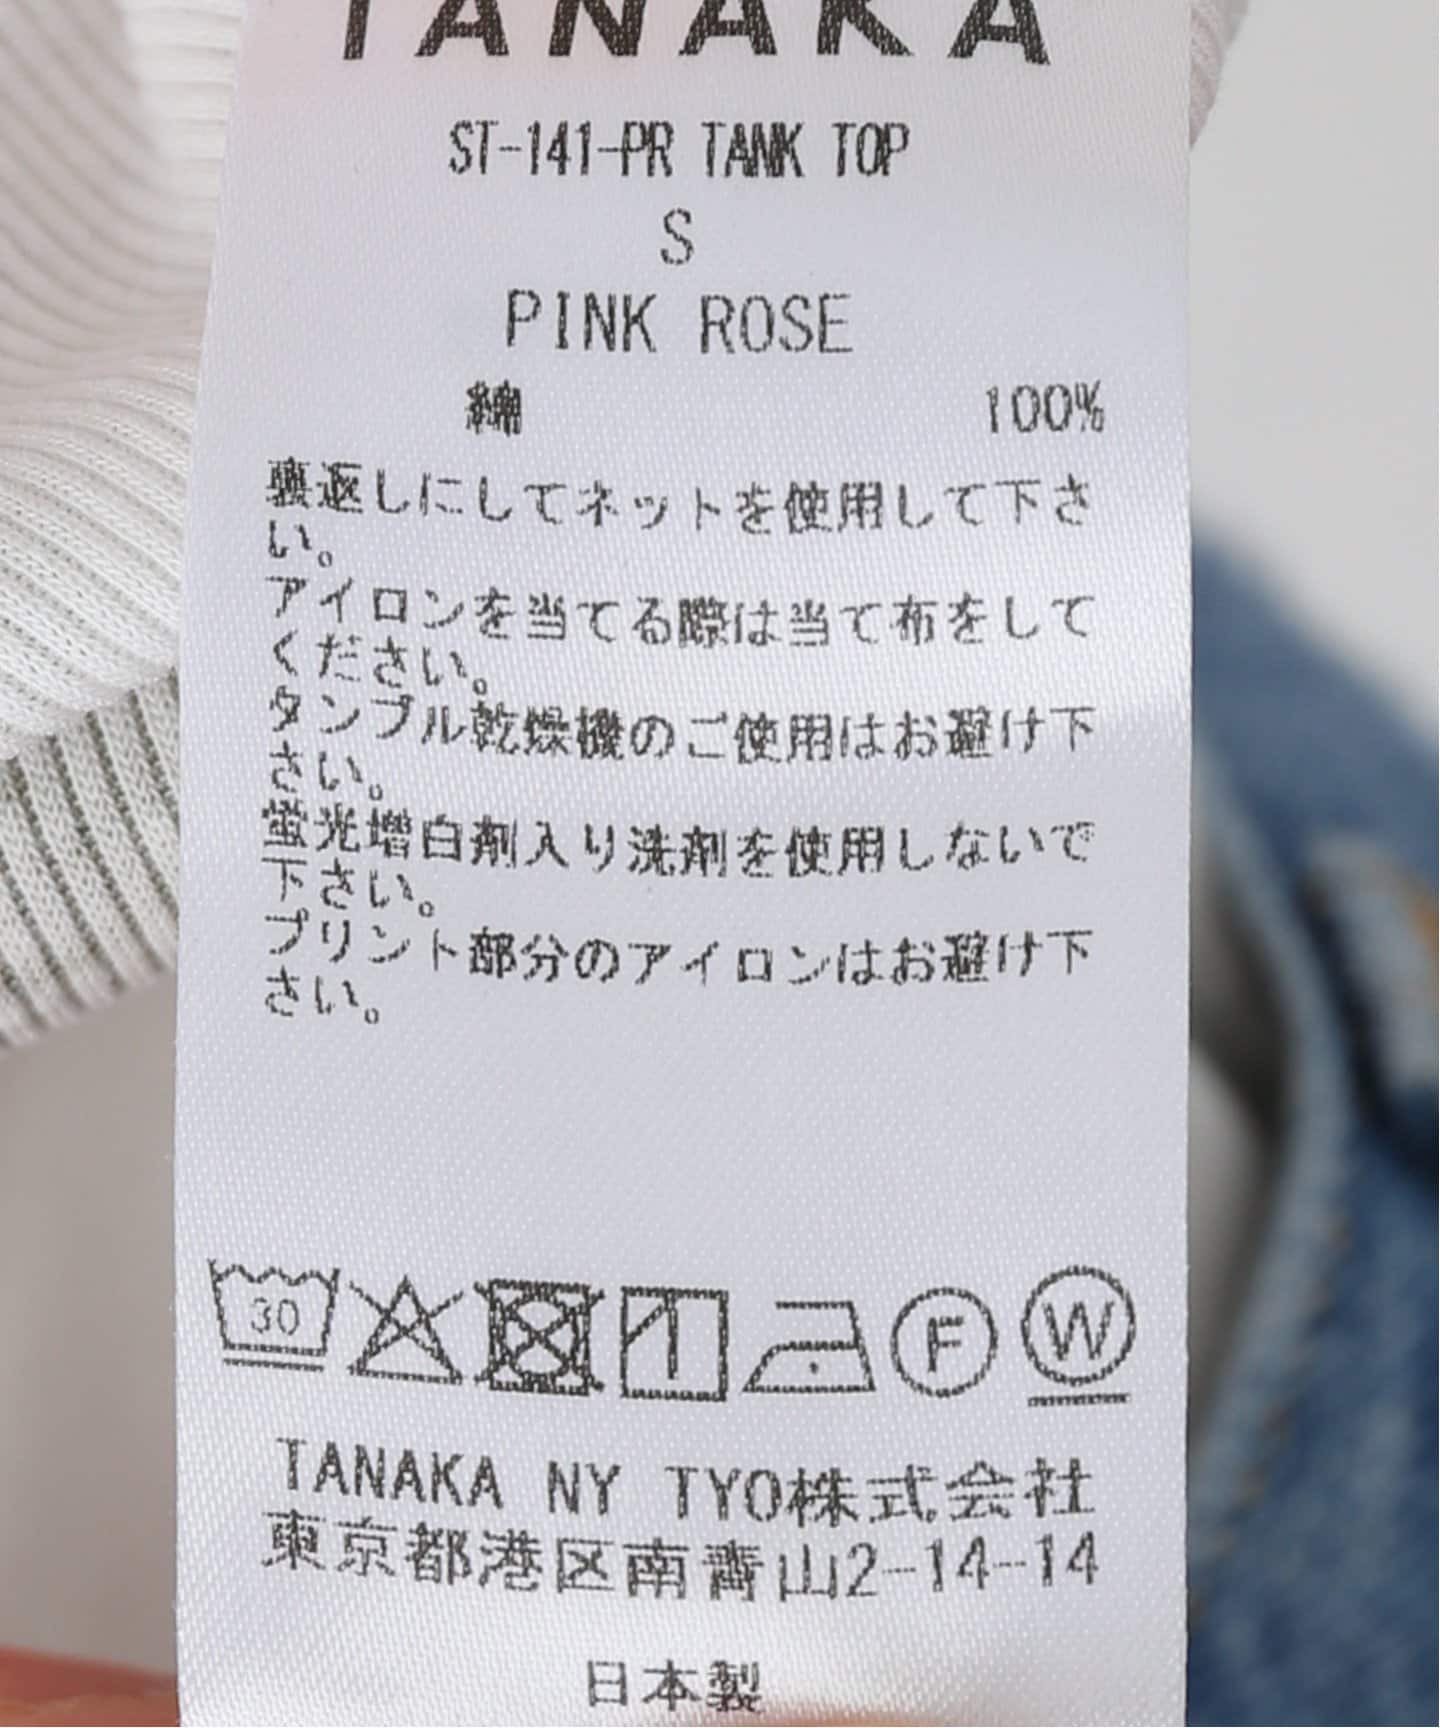 TANAKA
ST-141-PR TANK TOP
S
PINK ROSE
綿 100%
裏返しにしてネットを使用して下さ
い。
アイロンを当てる際は当て布をして
ください。
タンブル乾燥機のご使用はお避け下
さい。
蛍光増白剤入り洗剤を使用しないで
下さい。
プリント部分のアイロンはお避け下
さい。
30 F W
TANAKA NY TYO株式会社
東京都港区南青山2-14-14
日本製